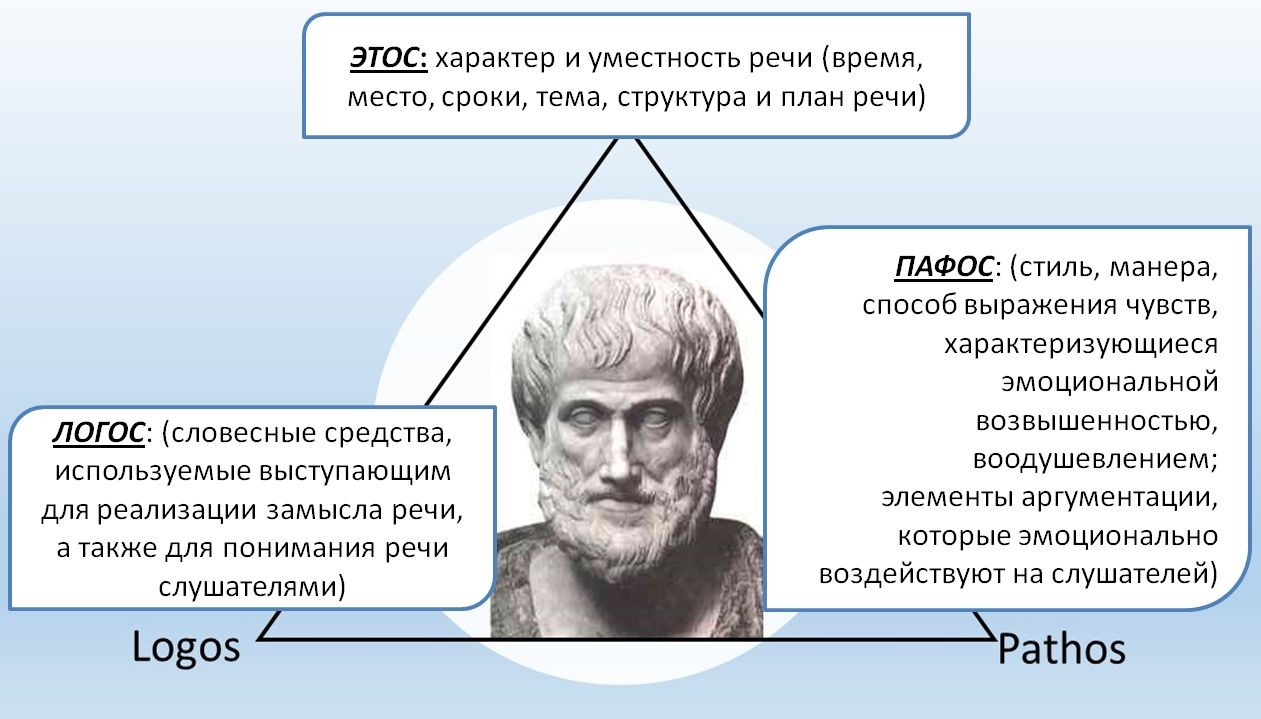 ЭТОС: характер и уместность речи (время,
место, сроки, тема, структура и план речи)
ПАФОС: (стиль, манера,
способ выражения чувств,
характеризующиеся
эмоциональной
возвышенностью,
воодушевлением;
элементы аргументации,
которые эмоционально
воздействуют на слушателей)
ЛОГОС: (словесные средства,
используемые выступающим
для реализации замысла речи,
а также для понимания речи
слушателями)
Logos
Pathos